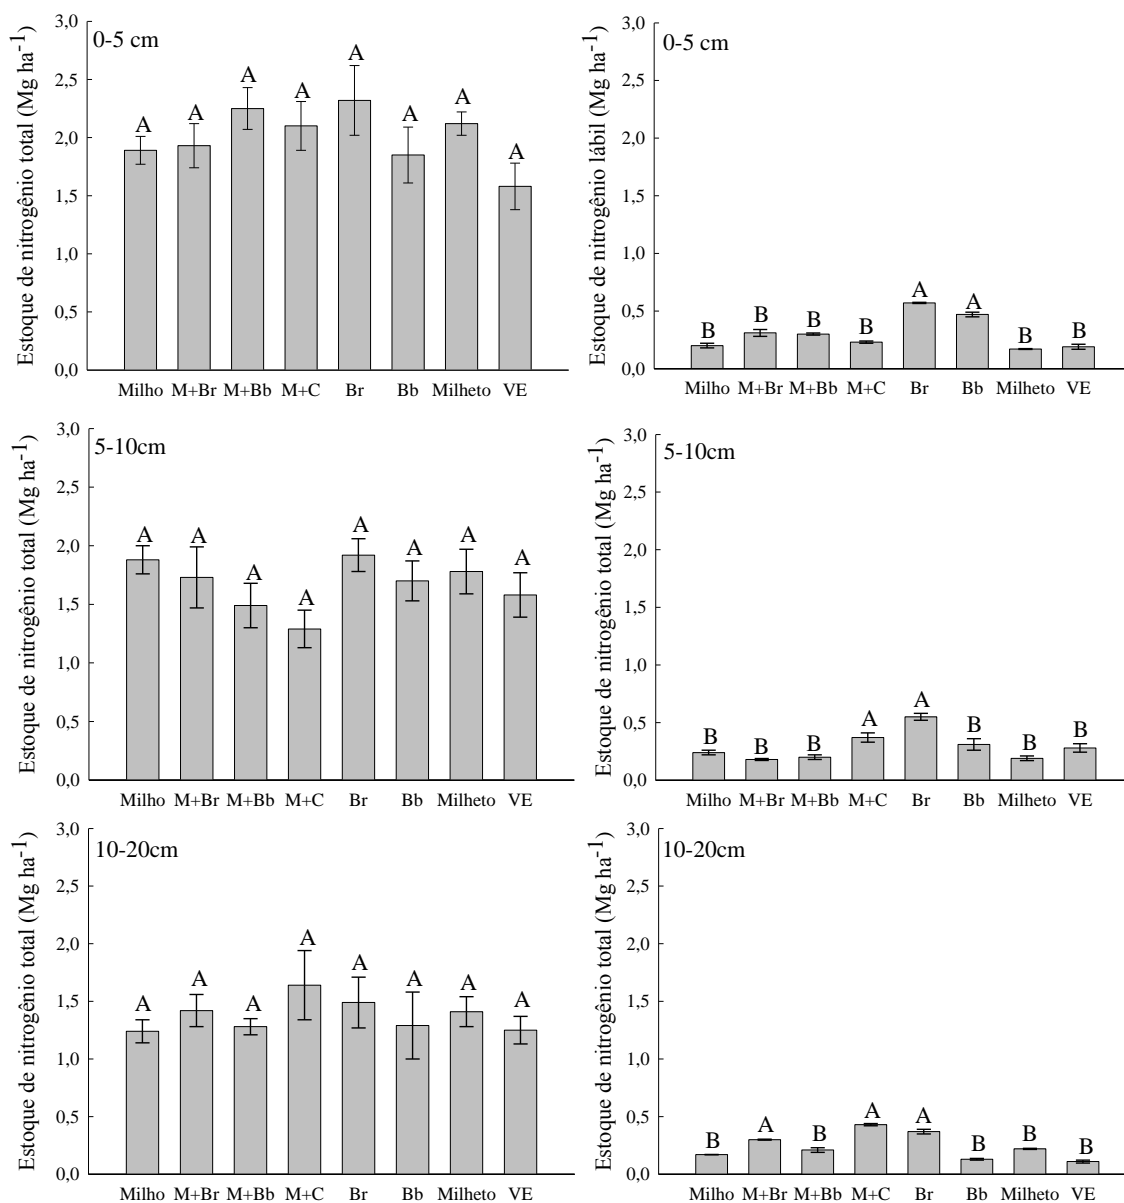 Estoque de nitrogênio total (Mg ha-1)
0-5 cm
3,0
2,5
2,0
1,5
1,0
0,5
0,0
A A A A A A A A
Milho M+Br M+Bb M+C Br Bb Milheto VE
Estoque de nitrogênio lábil (Mg ha-1)
0-5 cm
3,0
2,5
2,0
1,5
1,0
0,5
0,0
B B B B A A B B
Milho M+Br M+Bb M+C Br Bb Milheto VE
Estoque de nitrogênio total (Mg ha-1)
5-10cm
3,0
2,5
2,0
1,5
1,0
0,5
0,0
A A A A A A A A
Milho M+Br M+Bb M+C Br Bb Milheto VE
Estoque de nitrogênio total (Mg ha-1)
5-10cm
3,0
2,5
2,0
1,5
1,0
0,5
0,0
B B B A A B B B
Milho M+Br M+Bb M+C Br Bb Milheto VE
Estoque de nitrogênio total (Mg ha-1)
10-20cm
3,0
2,5
2,0
1,5
1,0
0,5
0,0
A A A A A A A A
Milho M+Br M+Bb M+C Br Bb Milheto VE
Estoque de nitrogênio total (Mg ha-1)
10-20cm
3,0
2,5
2,0
1,5
1,0
0,5
0,0
B A B A A B B B
Milho M+Br M+Bb M+C Br Bb Milheto VE